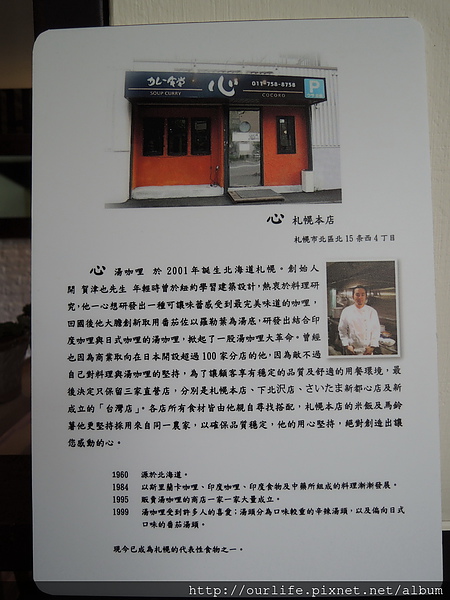 カレー食堂 心 011-758-8758 P
SOUP CURRY COCORO
心 札幌本店
札幌市北區北15条西4丁目
心 湯咖哩 於 2001年誕生北海道札幌。創始人
關 賀津也先生 年輕時曾於紐約學習建築設計,熱衷於料理研
究,他一心想研發出一種可讓味蕾感受到最完美味道的咖哩,
回國後他大膽創新取用番茄佐以羅勒葉為湯底,研發出結合印
度咖哩與日式咖哩的湯咖哩,掀起了一股湯咖哩大革命。曾經
也因為商業取向在日本開設超過100家分店的他,因為敵不過
自己對料理與湯咖哩的堅持,為了讓顧客享有穩定的品質及舒適的用餐環境,最
後決定只保留三家直營店,分別是札幌本店、下北沢店、さいたま新都心店及新
成立的「台灣店」。各店所有食材皆由他親自尋找搭配,札幌本店的米飯及馬鈴
薯他更堅持採用來自同一農家,以確保品質穩定,他的用心堅持,絕對創造出讓
您感動的心。
1960 源於北海道。
1984 以斯里蘭卡咖哩、印度咖哩、印度食物及中藥所組成的料理漸漸發展。
1995 販賣湯咖哩的商店一家一家大量成立。
1999 湯咖哩受到許多人的喜愛;湯頭分為口味較重的辛辣湯頭,以及偏向日式
口味的番茄湯頭。
現今已成為札幌的代表性食物之一。
http://ourlife.pixnet.net/album